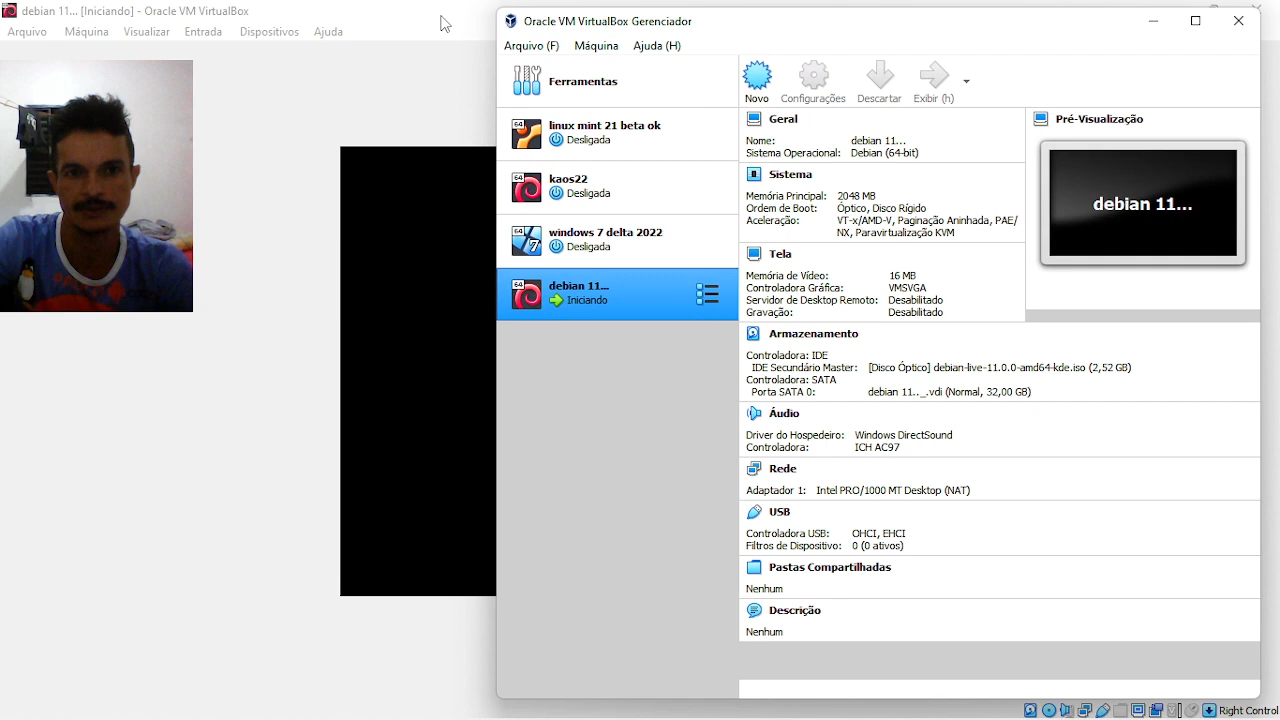 debian 11... [Iniciando] - Oracle VM VirtualBox
Arquivo Máquina Visualizar Entrada Dispositivos Ajuda
Oracle VM VirtualBox Gerenciador
Arquivo (F) Máquina Ajuda (H)
Ferramentas
Novo Configurações Descartar Exibir (h)
64 linux mint 21 beta ok
Desligada
64 kaos22
Desligada
64 7 windows 7 delta 2022
Desligada
64 debian 11...
Iniciando
Geral
Nome: debian 11...
Sistema Operacional: Debian (64-bit)
Sistema
Memória Principal: 2048 MB
Ordem de Boot: Óptico, Disco Rígido
Aceleração: VT-x/AMD-V, Paginação Aninhada, PAE/
NX, Paravirtualização KVM
Tela
Memória de Vídeo: 16 MB
Controladora Gráfica: VMSVGA
Servidor de Desktop Remoto: Desabilitado
Gravação: Desabilitado
Pré-Visualização
debian 11...
Armazenamento
Controladora: IDE
IDE Secundário Master: [Disco Óptico] debian-live-11.0.0-amd64-kde.iso (2,52 GB)
Controladora: SATA
Porta SATA 0: debian 11.._.vdi (Normal, 32,00 GB)
Áudio
Driver do Hospedeiro: Windows DirectSound
Controladora: ICH AC97
Rede
Adaptador 1: Intel PRO/1000 MT Desktop (NAT)
USB
Controladora USB: OHCI, EHCI
Filtros de Dispositivo: 0 (0 ativos)
Pastas Compartilhadas
Nenhum
Descrição
Nenhum
Right Control